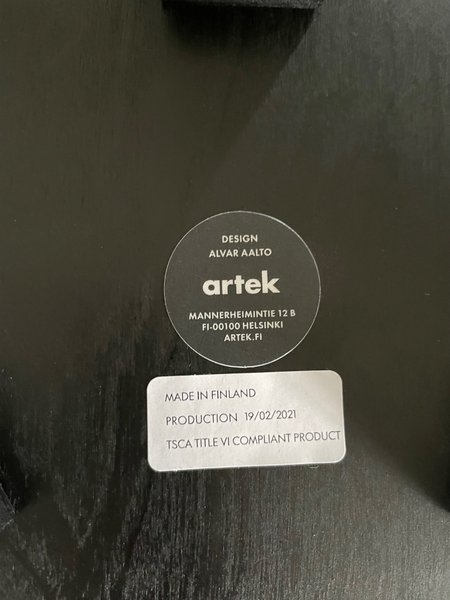 DESIGN
ALVAR AALTO
artek
MANNERHEIMINTIE 12 B
FI-00100 HELSINKI
ARTEK.FI
MADE IN FINLAND
PRODUCTION 19/02/2021
TSCA TITLE VI COMPLIANT PRODUCT